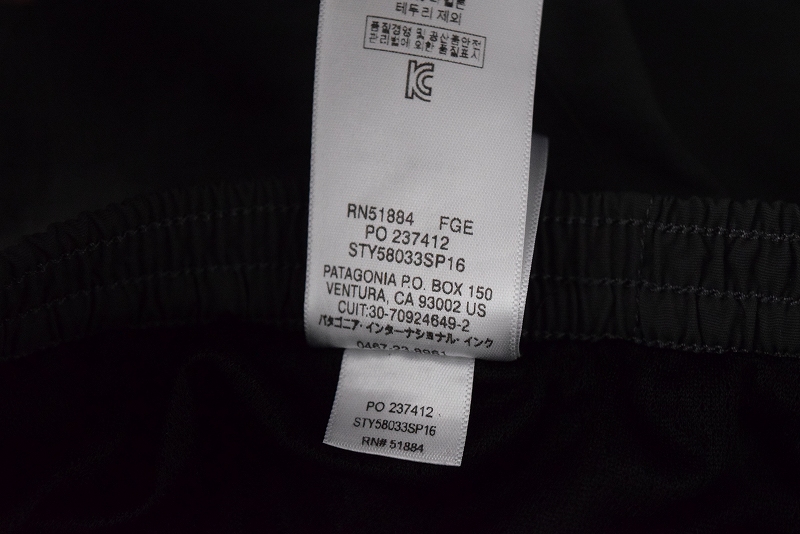 테두리 제외
품질경영 및 공산품안전
관리법에 의한 품질표시
RN51884 FGE
PO 237412
STY58033SP16
PATAGONIA P.O. BOX 150
VENTURA, CA 93002 US
CUIT:30-70924649-2
パタゴニア・インターナショナル・インク
PO 237412
STY58033SP16
RN# 51884